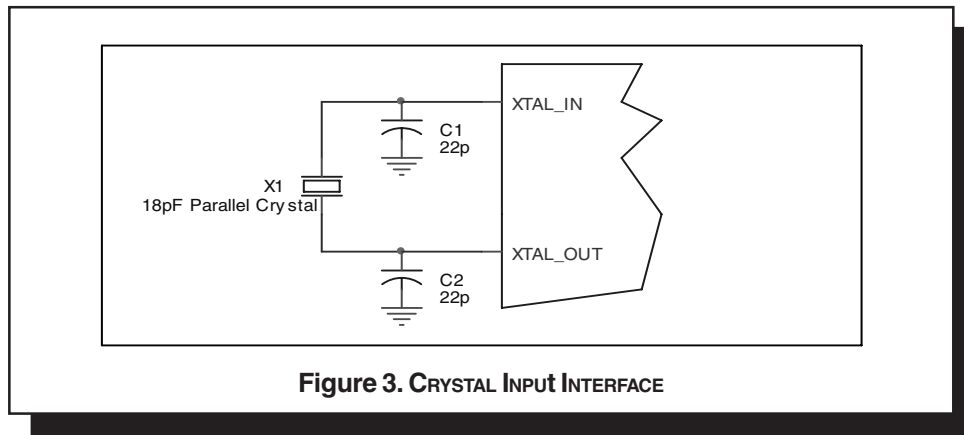 XTAL_IN
C1
22p
X1
18pF Parallel Crystal
XTAL_OUT
C2
22p
Figure 3. CRYSTAL INPUT INTERFACE